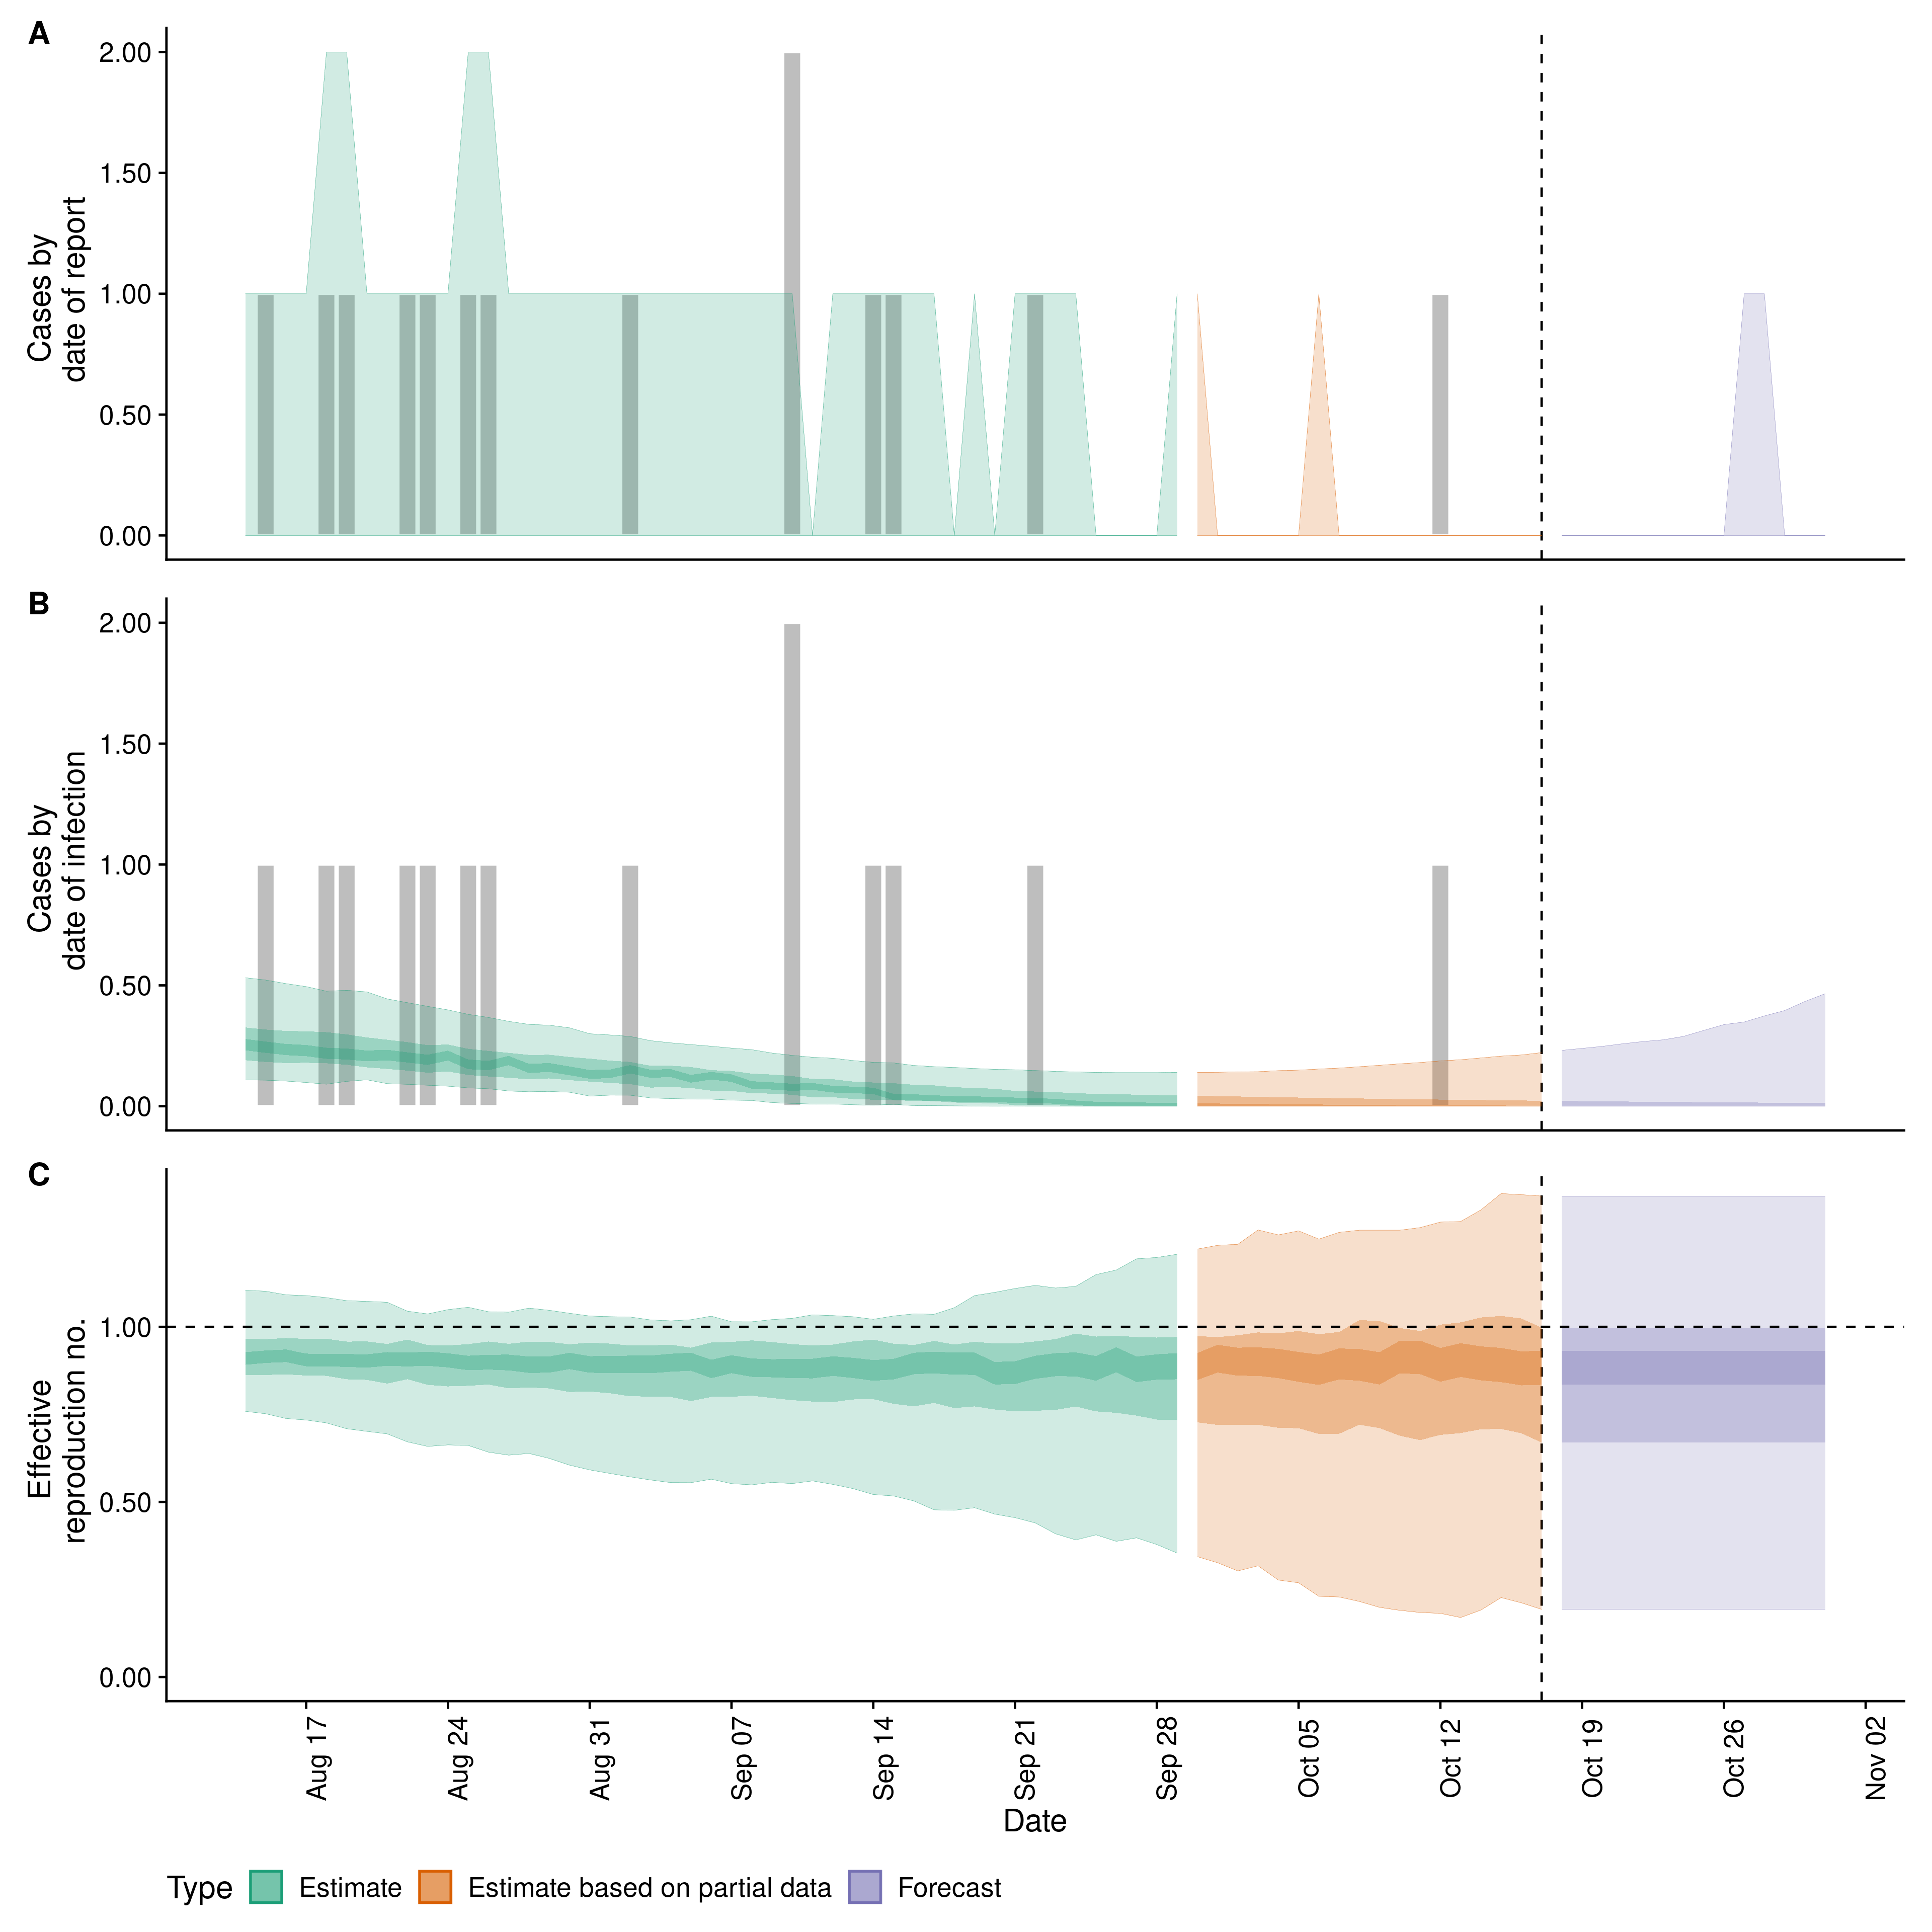 A
2.00
1.50
1.00
0.50
0.00
Cases by
date of report
B
2.00
1.50
1.00
0.50
0.00
Cases by
date of infection
C
1.00
0.50
0.00
Effective
reproduction no.
Aug 17
Aug 24
Aug 31
Sep 07
Sep 14
Sep 21
Sep 28
Oct 05
Oct 12
Oct 19
Oct 26
Nov 02
Date
Type Estimate Estimate based on partial data Forecast